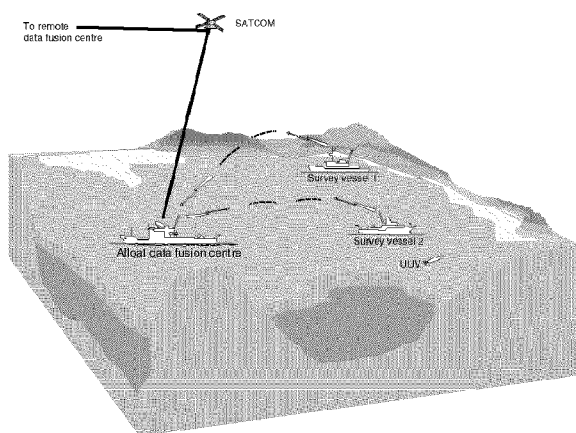 To remote
data fusion centre
SATCOM
Survey vessel 1
Survey vessel 2
Afloat data fusion centre
UUV